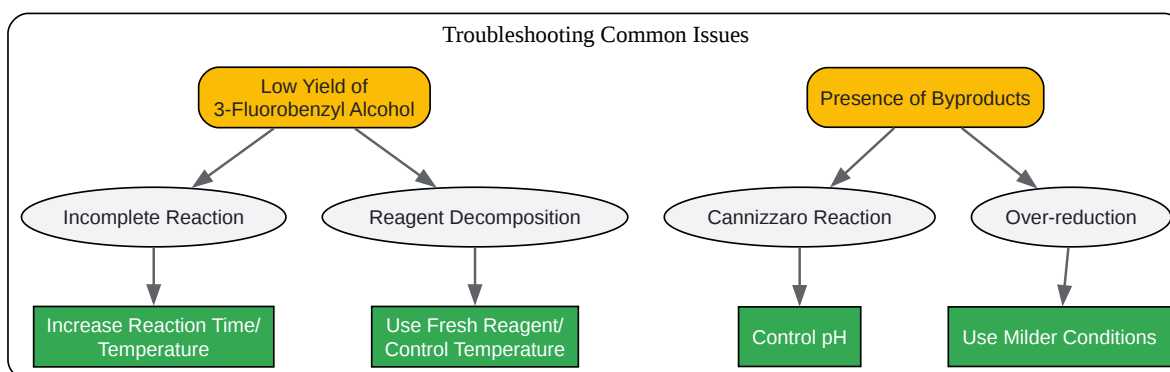 Troubleshooting Common Issues
Low Yield of
3-Fluorobenzyl Alcohol
Presence of Byproducts
Incomplete Reaction
Reagent Decomposition
Cannizzaro Reaction
Over-reduction
Increase Reaction Time/
Temperature
Use Fresh Reagent/
Control Temperature
Control pH
Use Milder Conditions